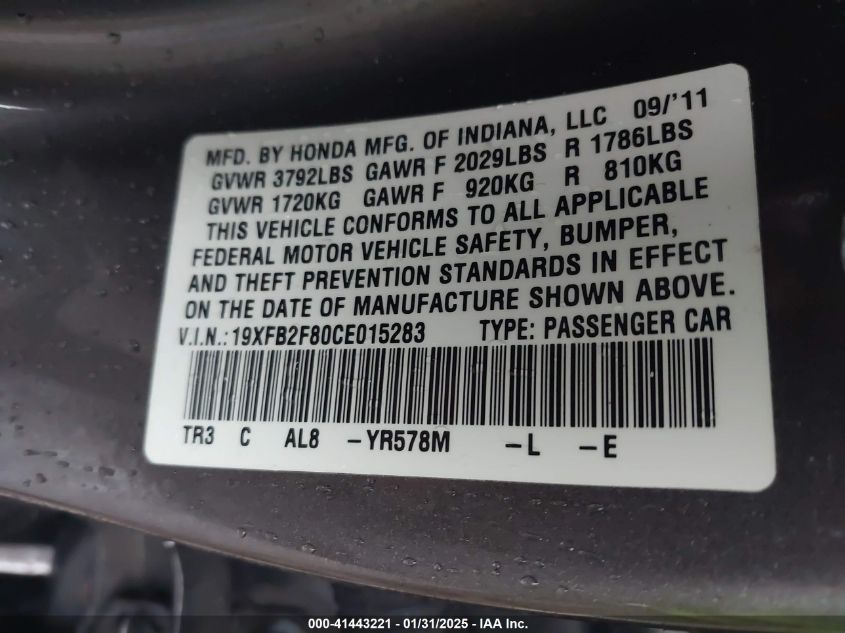 MFD. BY HONDA MFG. OF INDIANA, LLC 09/'11
GVWR 3792LBS GAWR F 2029LBS R 1786LBS
GVWR 1720KG GAWR F 920KG R 810KG
THIS VEHICLE CONFORMS TO ALL APPLICABLE
FEDERAL MOTOR VEHICLE SAFETY, BUMPER,
AND THEFT PREVENTION STANDARDS IN EFFECT
ON THE DATE OF MANUFACTURE SHOWN ABOVE.
V.I.N.: 19XFB2F80CE015283 TYPE: PASSENGER CAR
TR3 C AL8 -YR578M -L -E
000-41443221 - 01/31/2025 - IAA Inc.